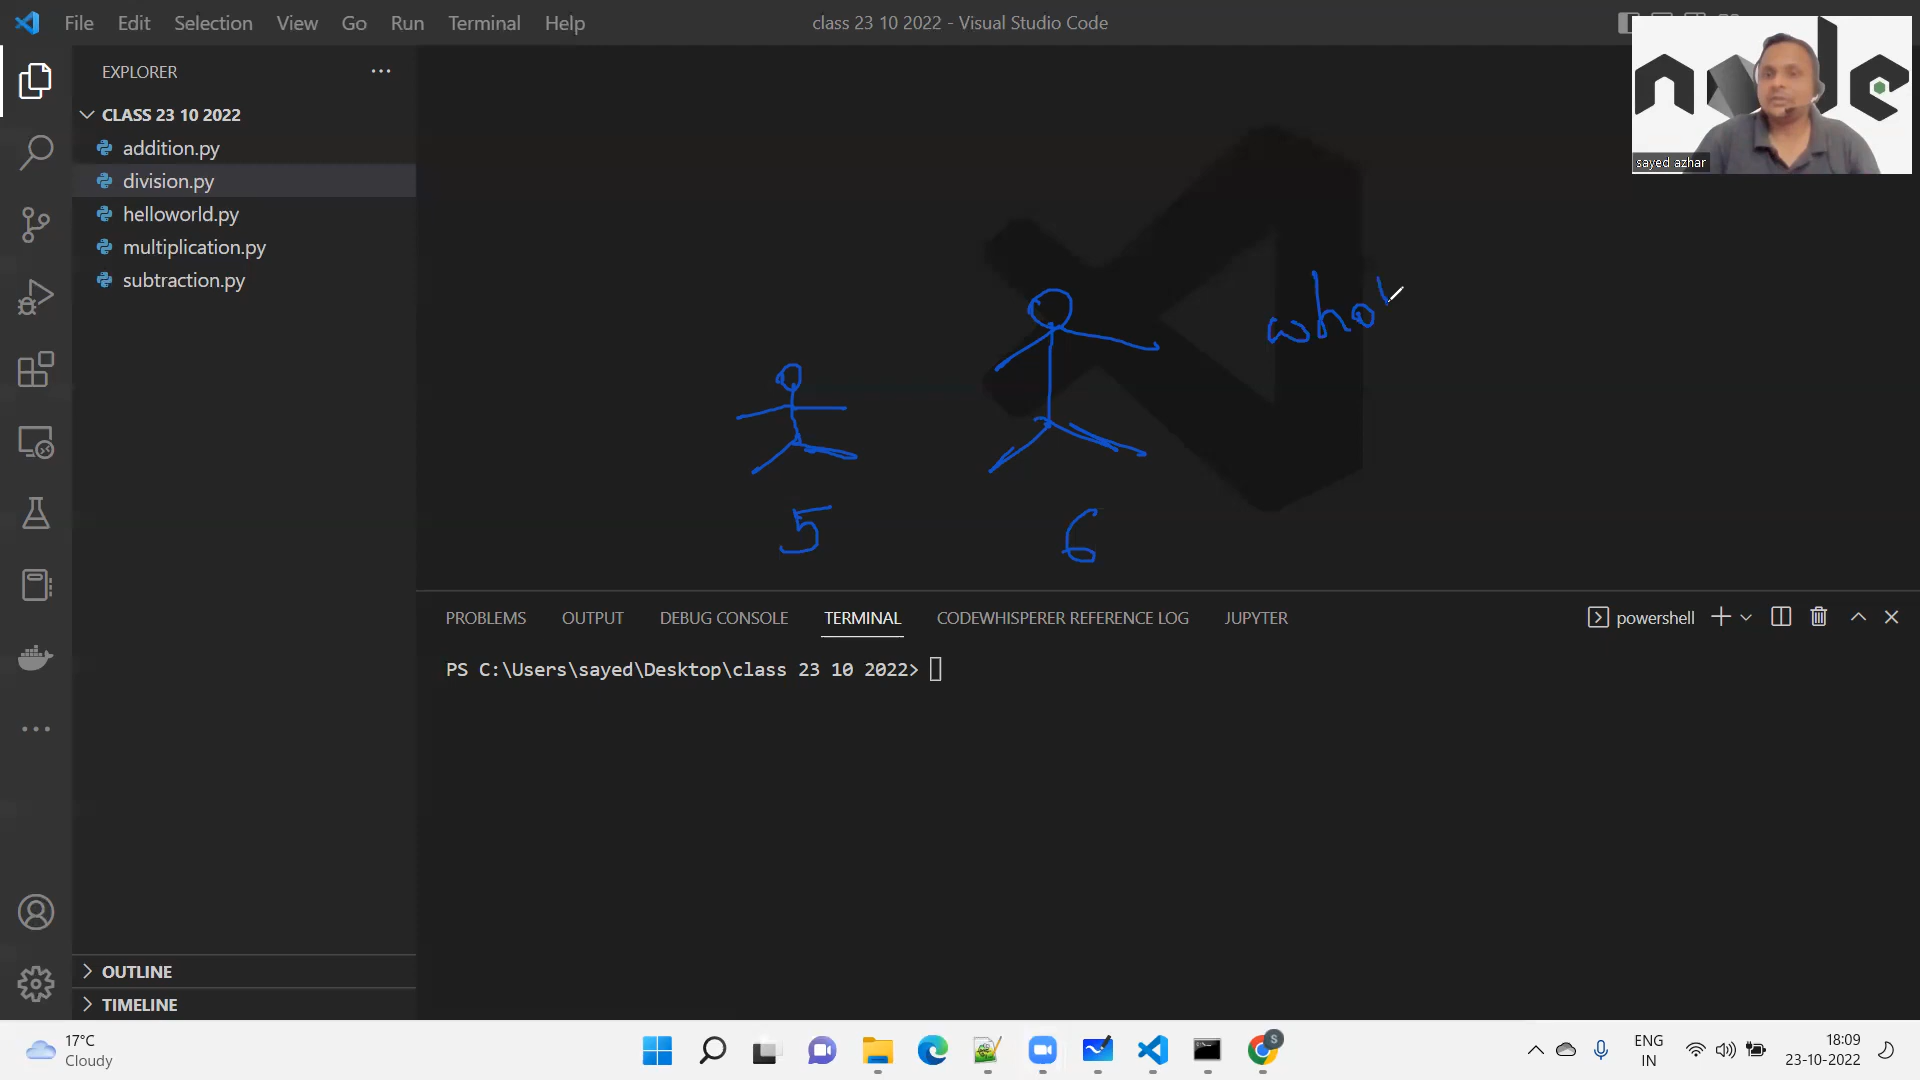 File Edit Selection View Go Run Terminal Help
class 23 10 2022 - Visual Studio Code
EXPLORER
CLASS 23 10 2022
addition.py
division.py
helloworld.py
multiplication.py
subtraction.py
OUTLINE
TIMELINE
5
6
sayed azhar
PROBLEMS OUTPUT DEBUG CONSOLE TERMINAL CODEWHISPERER REFERENCE LOG JUPYTER
powershell
PS C:\Users\sayed\Desktop\class 23 10 2022>
17°C
Cloudy
S
ENG
IN
18:09
23-10-2022